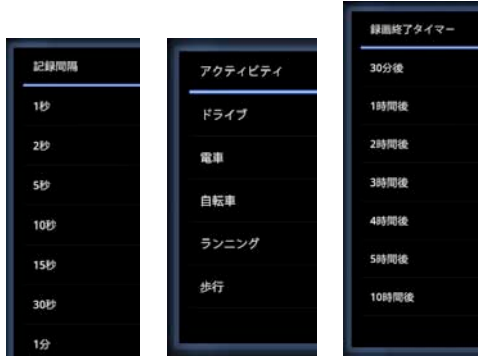 記録間隔
1秒
2秒
5秒
10秒
15秒
30秒
1分
アクティビティ
ドライブ
電車
自転車
ランニング
歩行
録画終了タイマー
30分後
1時間後
2時間後
3時間後
4時間後
5時間後
10時間後